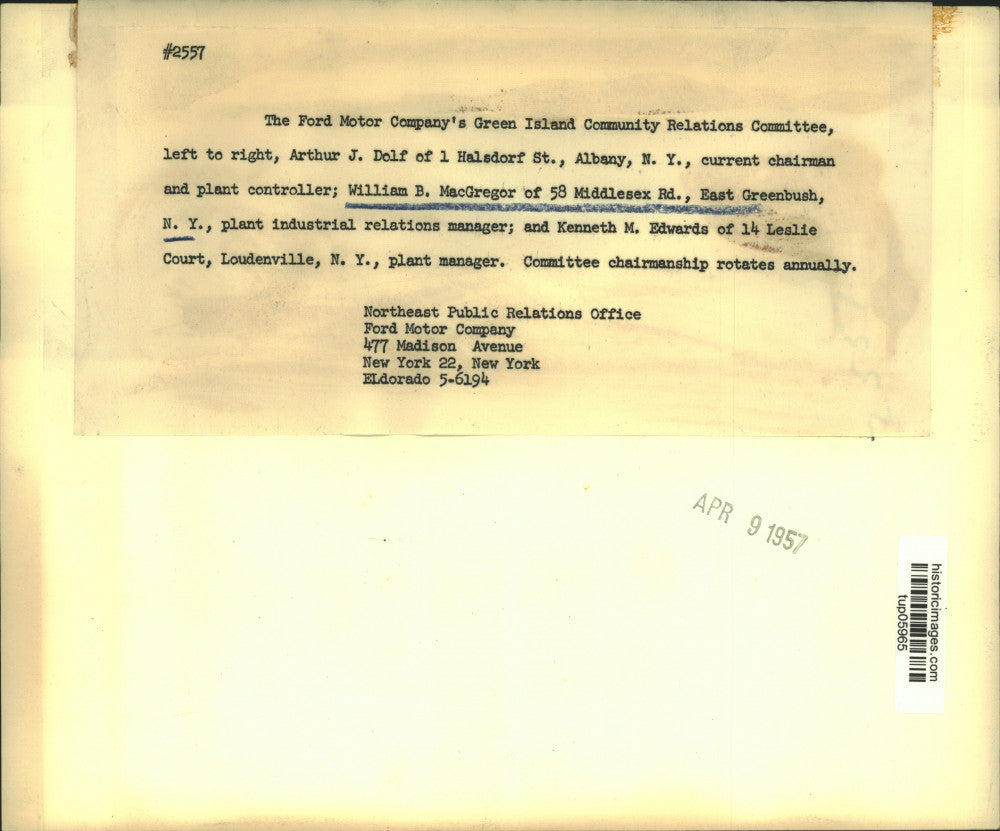 #2557
The Ford Motor Company's Green Island Community Relations Committee,
left to right, Arthur J. Dolf of 1 Halsdorf St., Albany, N. Y., current chairman
and plant controller; William B. MacGregor of 58 Middlesex Rd., East Greenbush,
N. Y., plant industrial relations manager; and Kenneth M. Edwards of 14 Leslie
Court, Loudenville, N. Y., plant manager. Committee chairmanship rotates annually.
Northeast Public Relations Office
Ford Motor Company
477 Madison Avenue
New York 22, New York
ELdorado 5-6194
APR 9 1957
historicimages.com
tup05965